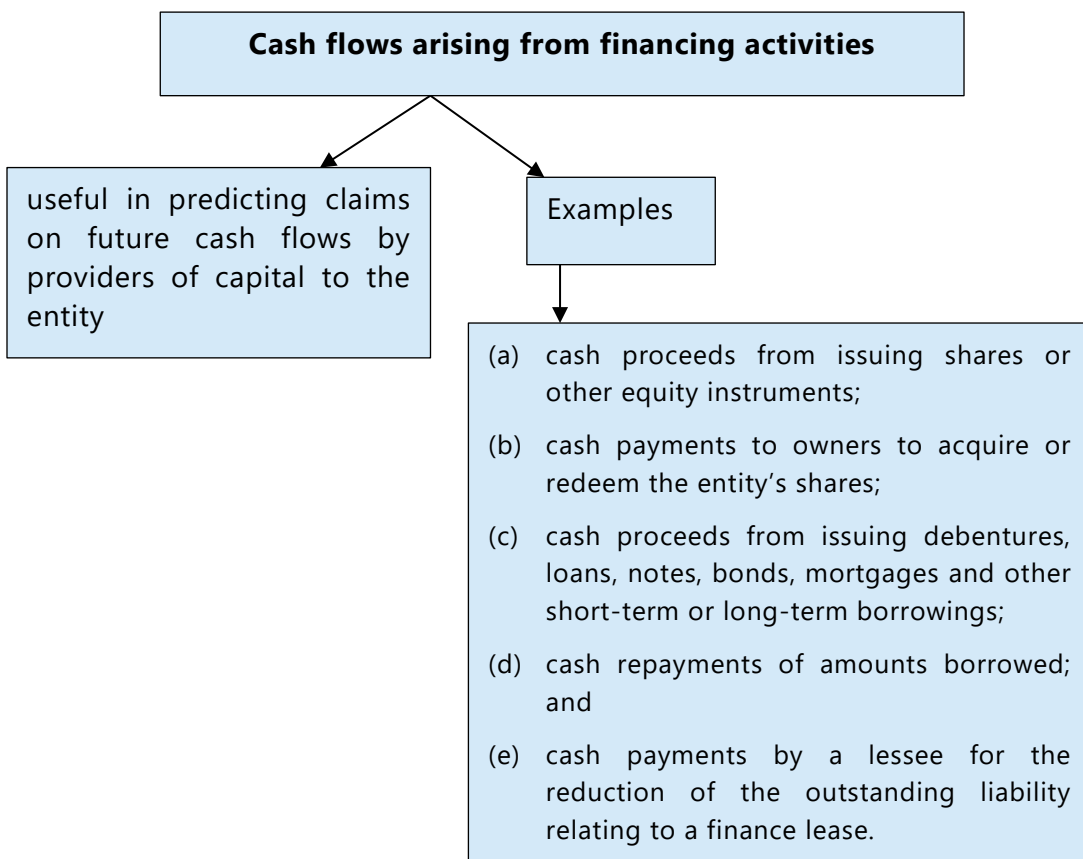 Cash flows arising from financing activities
useful in predicting claims
on future cash flows by
providers of capital to the
entity
Examples
(a) cash proceeds from issuing shares or
other equity instruments;
(b) cash payments to owners to acquire or
redeem the entity’s shares;
(c) cash proceeds from issuing debentures,
loans, notes, bonds, mortgages and other
short-term or long-term borrowings;
(d) cash repayments of amounts borrowed;
and
(e) cash payments by a lessee for the
reduction of the outstanding liability
relating to a finance lease.